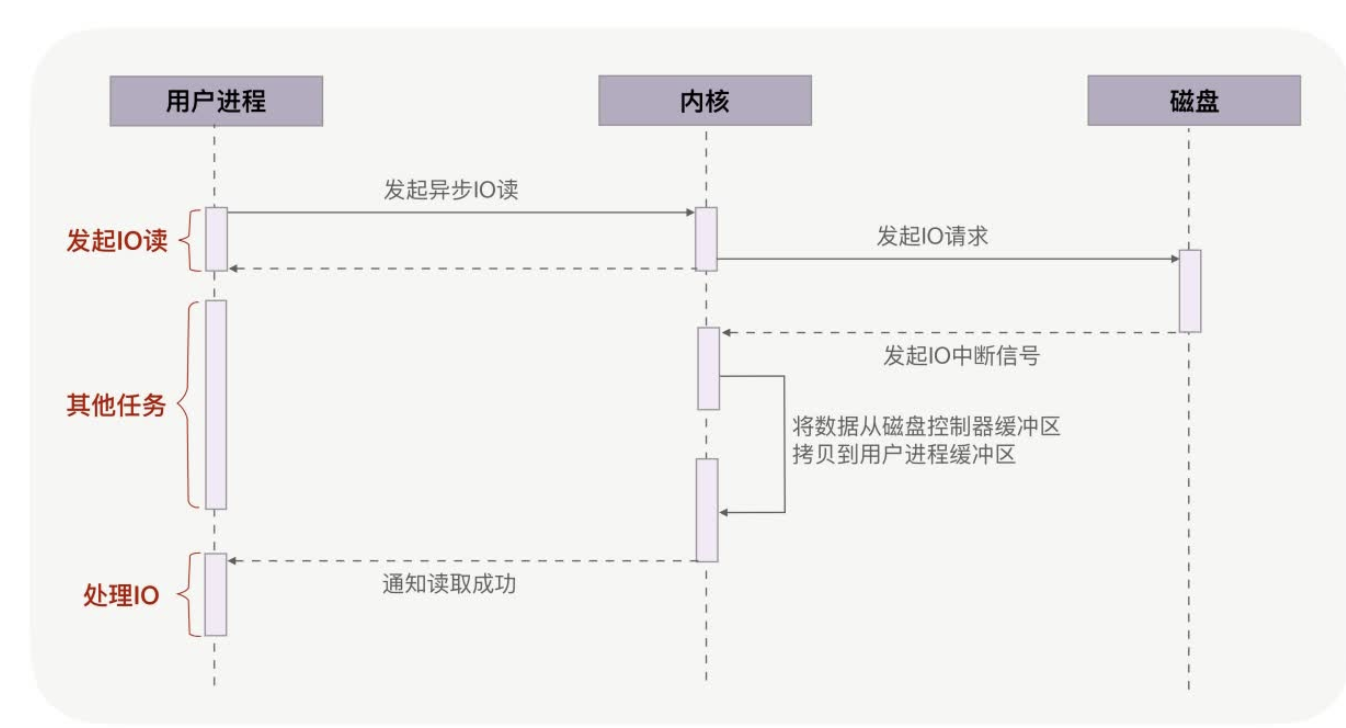 用户进程
内核
磁盘
发起异步IO读
发起IO请求
发起IO读
发起IO中断信号
其他任务
将数据从磁盘控制器缓冲区
拷贝到用户进程缓冲区
通知读取成功
处理IO